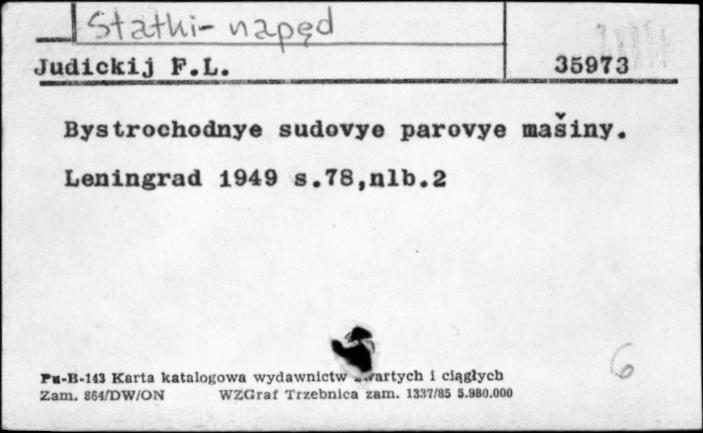 Statki - napęd
Judickij F.L. 35973
Bystrochodnye sudovye parovye mašiny.
Leningrad 1949 s.78,nlb.2
6
Pu-B-143 Karta katalogowa wydawnictw i ciągłych
Zam. 864/DW/ON WZGraf Trzebnica zam. 1337/85 5.980.000